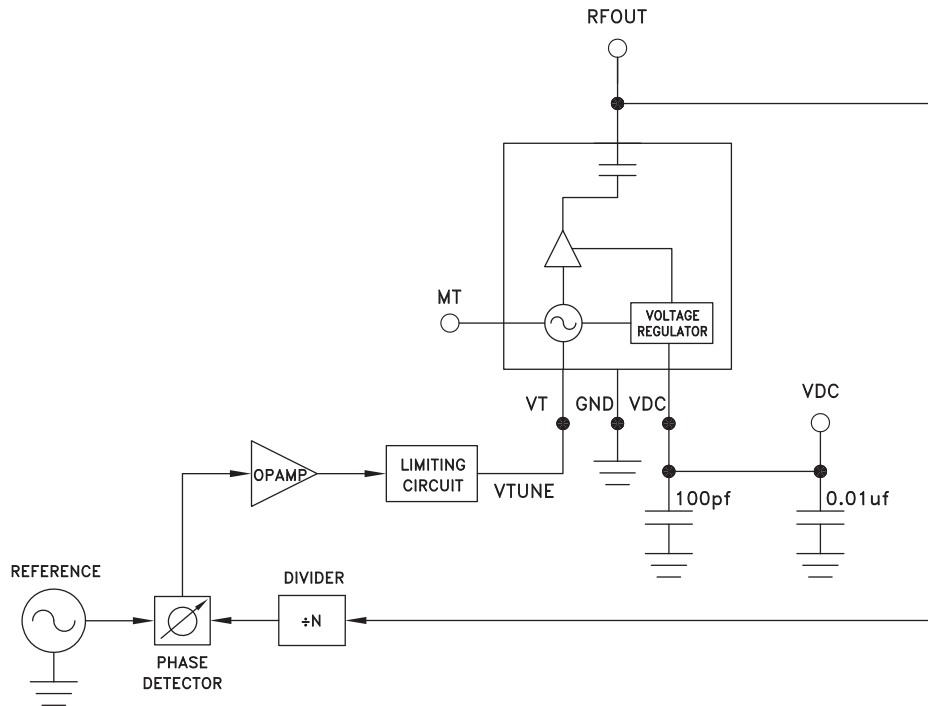 RFOUT
MT
VOLTAGE
REGULATOR
VT
GND
VDC
VDC
OPAMP
LIMITING
CIRCUIT
VTUNE
100pf
0.01uf
REFERENCE
DIVIDER
÷N
PHASE
DETECTOR